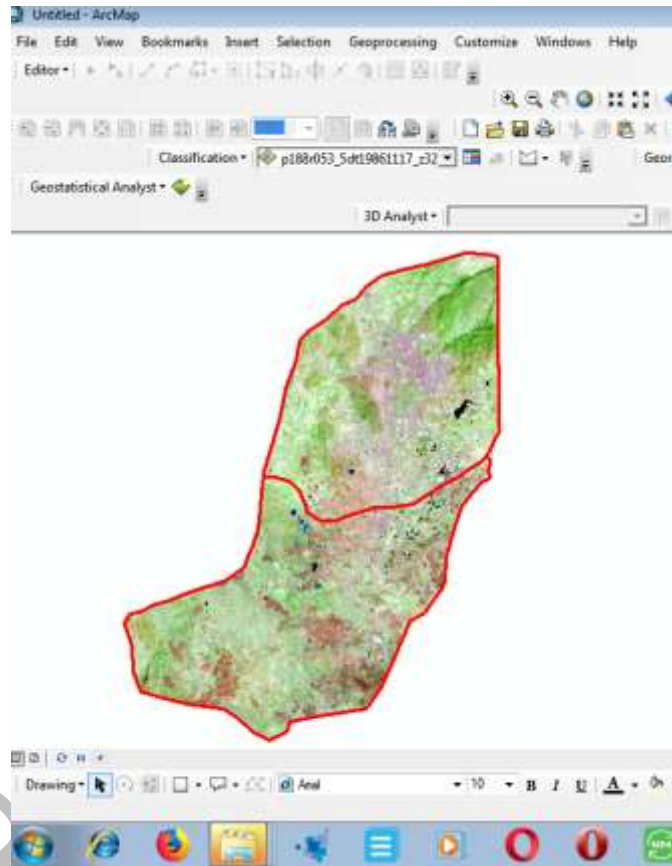 Untitled - ArcMap
File Edit View Bookmarks Insert Selection Geoprocessing Customize Windows Help
Editor
Classification p188r053_5dt19861117_z32 Geor
Geostatistical Analyst
3D Analyst
Drawing Arial 10 B I U A